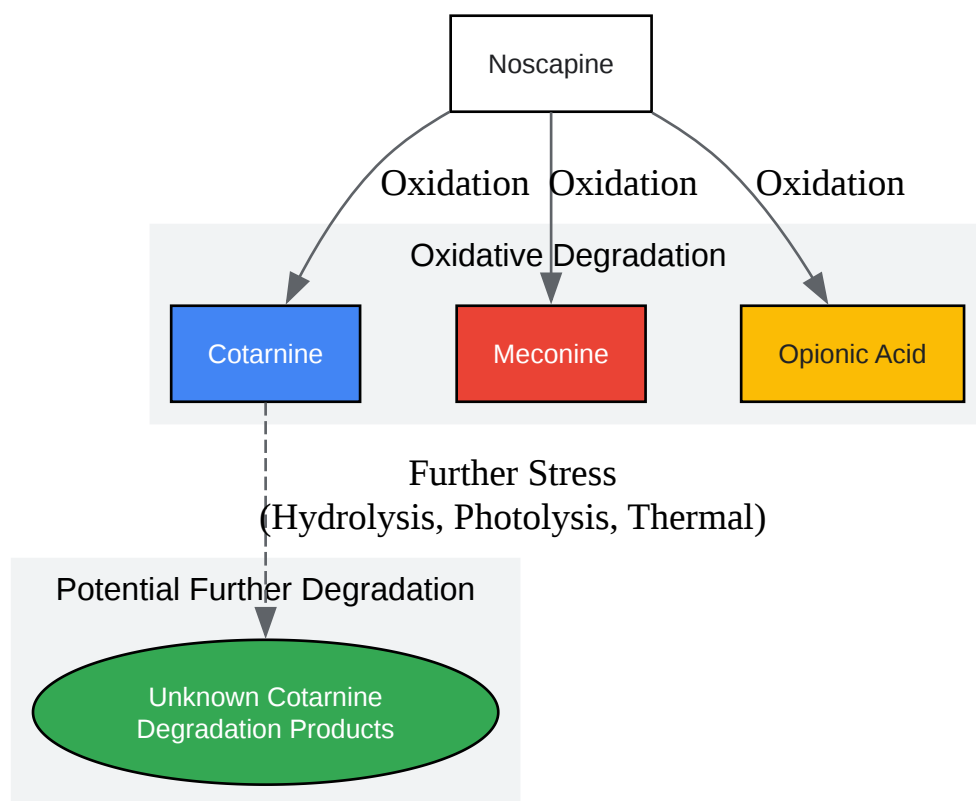 Noscapine
Oxidation Oxidation Oxidation
Oxidative Degradation
Cotarnine
Meconine
Opionic Acid
Further Stress
(Hydrolysis, Photolysis, Thermal)
Potential Further Degradation
Unknown Cotarnine
Degradation Products